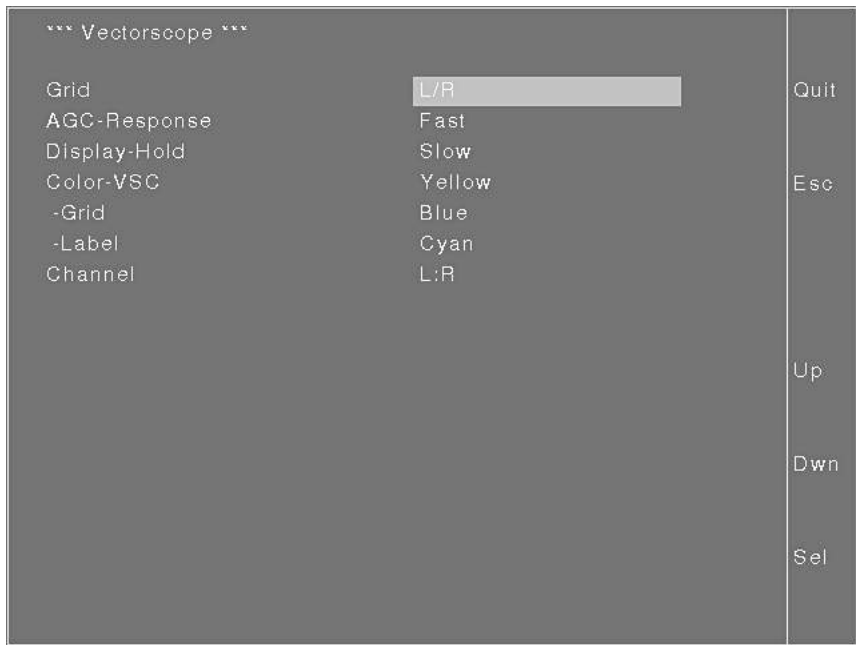 *** Vectorscope ***
Grid L/R
AGC-Response Fast
Display-Hold Slow
Color-VSC Yellow
-Grid Blue
-Label Cyan
Channel L:R
Quit
Esc
Up
Dwn
Sel